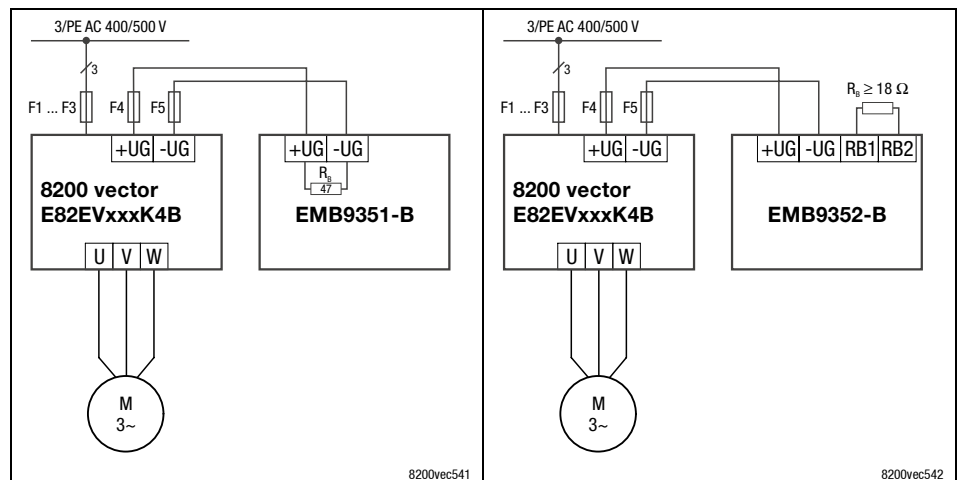 3/PE AC 400/500 V
3
F1 ... F3 F4 F5
+UG -UG
8200 vector
E82EVxxxK4B
U V W
M
3~
+UG -UG
RB
47
EMB9351-B
8200vec541
3/PE AC 400/500 V
3
F1 ... F3 F4 F5
+UG -UG
8200 vector
E82EVxxxK4B
U V W
M
3~
RB ≥ 18 Ω
+UG -UG RB1 RB2
EMB9352-B
8200vec542